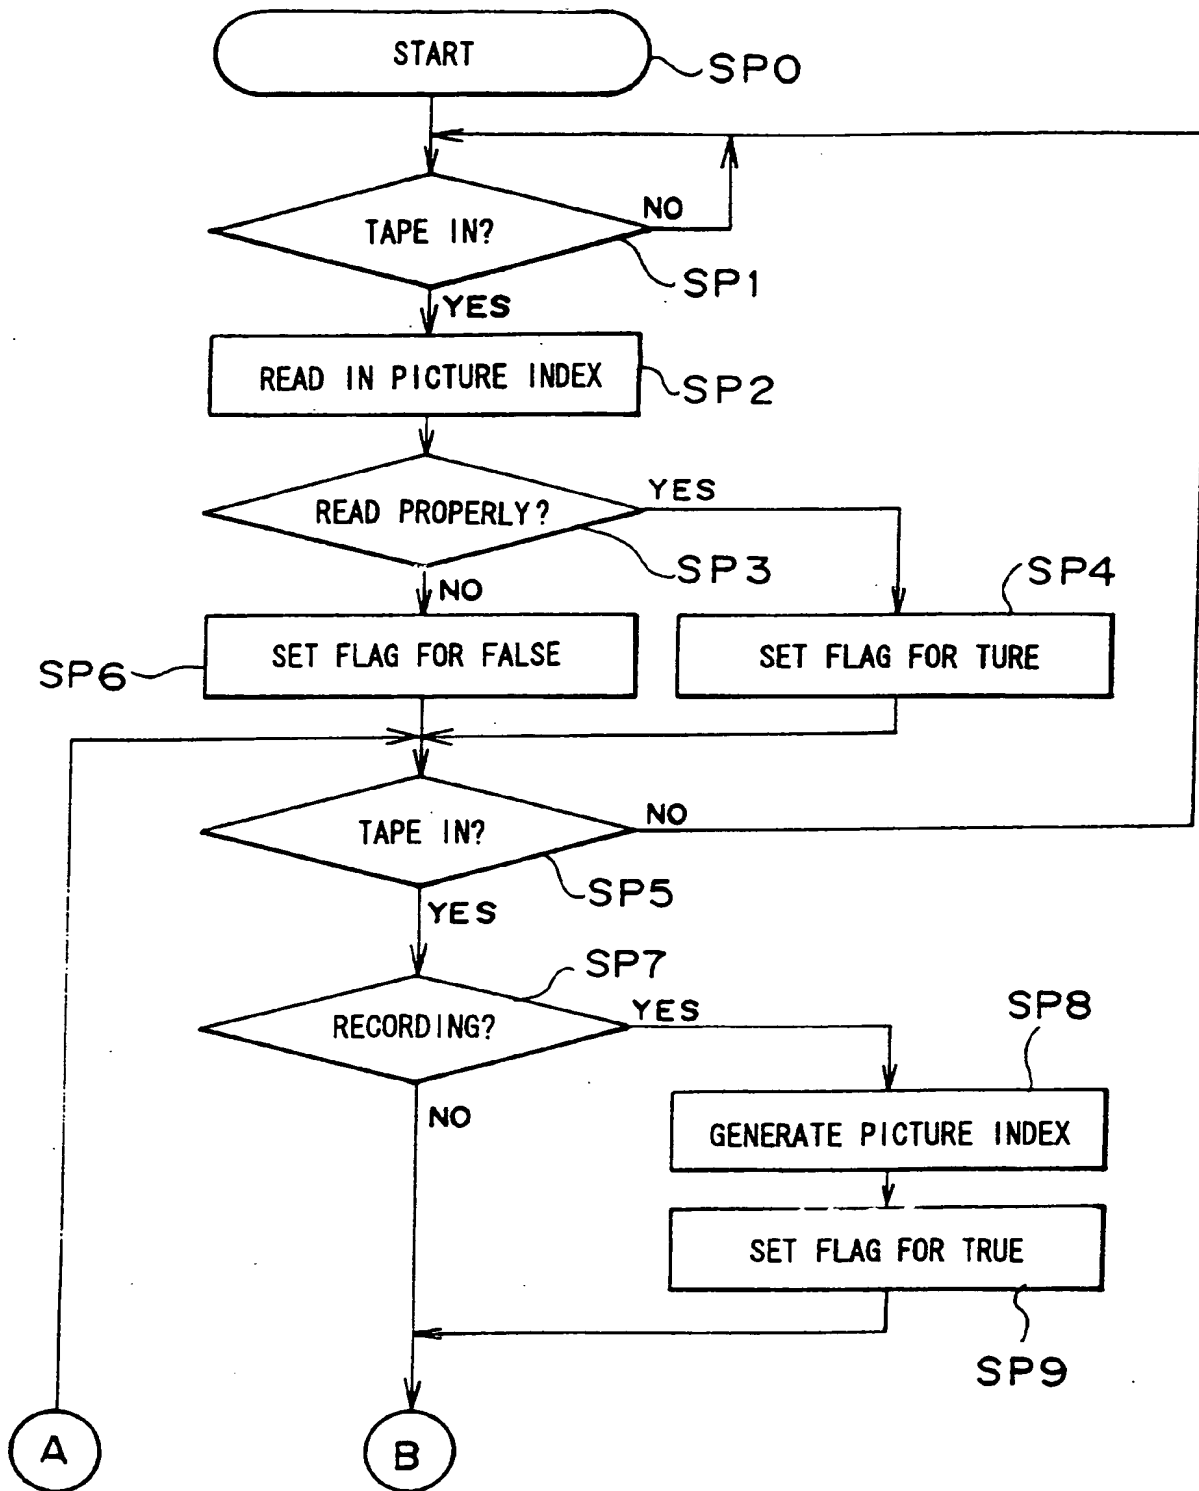 START
SP0
TAPE IN?
NO
SP1
YES
READ IN PICTURE INDEX
SP2
READ PROPERLY?
YES
SP3
NO
SP4
SET FLAG FOR FALSE
SP6
SET FLAG FOR TURE
TAPE IN?
NO
SP5
YES
SP7
RECORDING?
YES
SP8
NO
GENERATE PICTURE INDEX
SET FLAG FOR TRUE
SP9
A
B